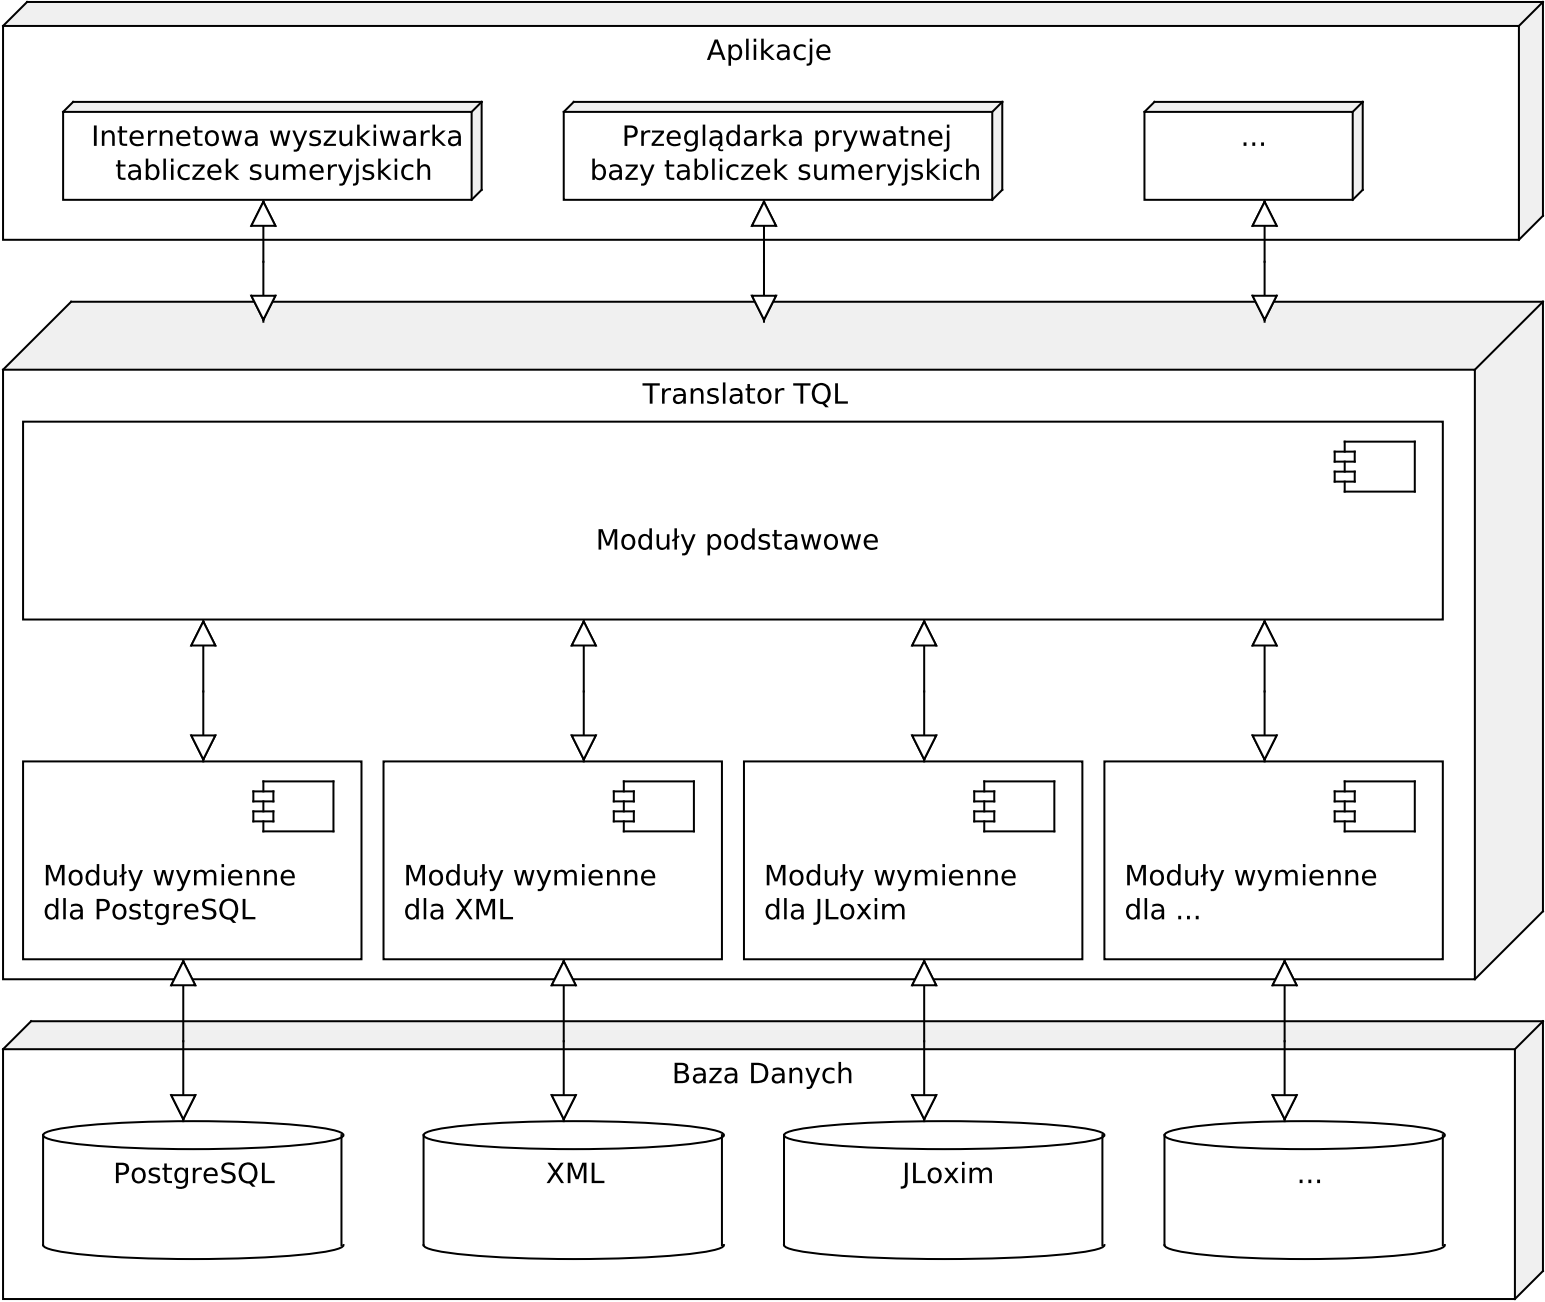 Aplikacje
Internetowa wyszukiwarka
tabliczek sumeryjskich
Przeglądarka prywatnej
bazy tabliczek sumeryjskich
...
Translator TQL
Moduły podstawowe
Moduły wymienne
dla PostgreSQL
Moduły wymienne
dla XML
Moduły wymienne
dla JLoxim
Moduły wymienne
dla ...
Baza Danych
PostgreSQL
XML
JLoxim
...